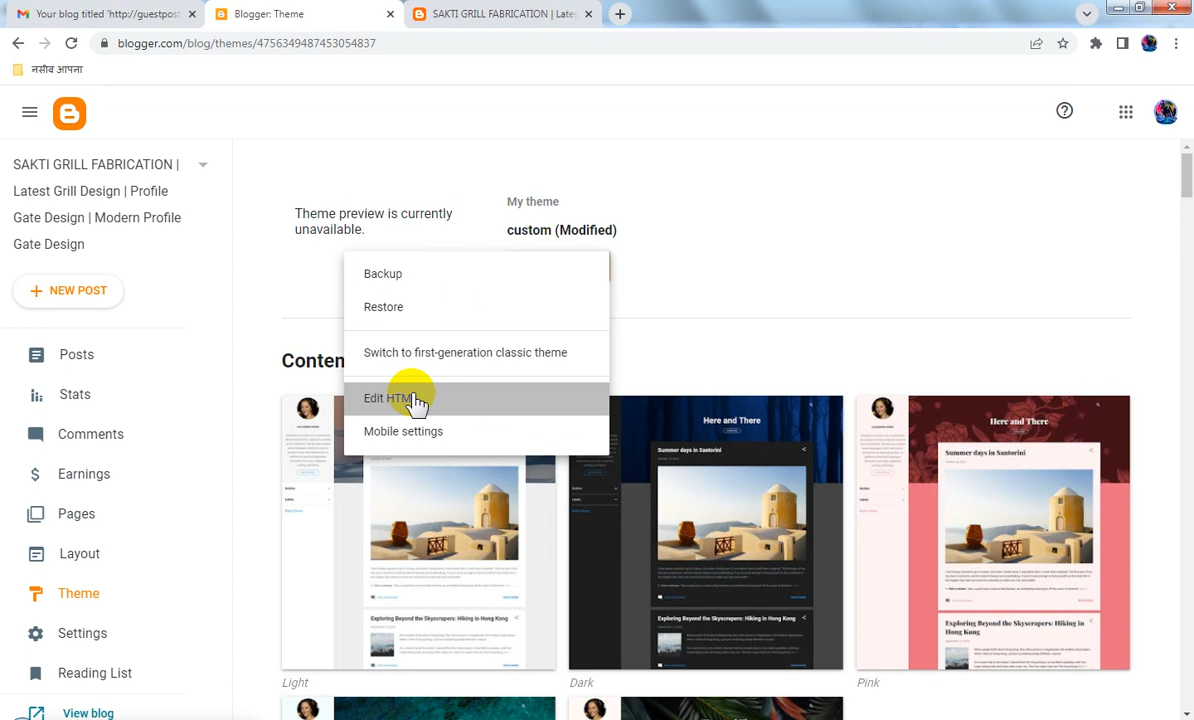 Your blog titled 'http://guestpost
Blogger: Theme
SAKTI GRILL FABRICATION | Latest
blogger.com/blog/themes/4756349487453054837
नसीब आपना
SAKTI GRILL FABRICATION |
Latest Grill Design | Profile
Gate Design | Modern Profile
Gate Design
NEW POST
Posts
Stats
Comments
Earnings
Pages
Layout
Theme
Settings
Reading List
View blog
Theme preview is currently
unavailable.
My theme
custom (Modified)
Backup
Restore
Switch to first-generation classic theme
Edit HTM
Mobile settings
Conten
Here and There
Summer days in Santorini
Exploring Beyond the Skyscrapers: Hiking in Hong Kong
Light
Here and There
Summer days in Santorini
Exploring Beyond the Skyscrapers: Hiking in Hong Kong
Dark
Exploring Beyond the Skyscrapers: Hiking in
Hong Kong
Pink